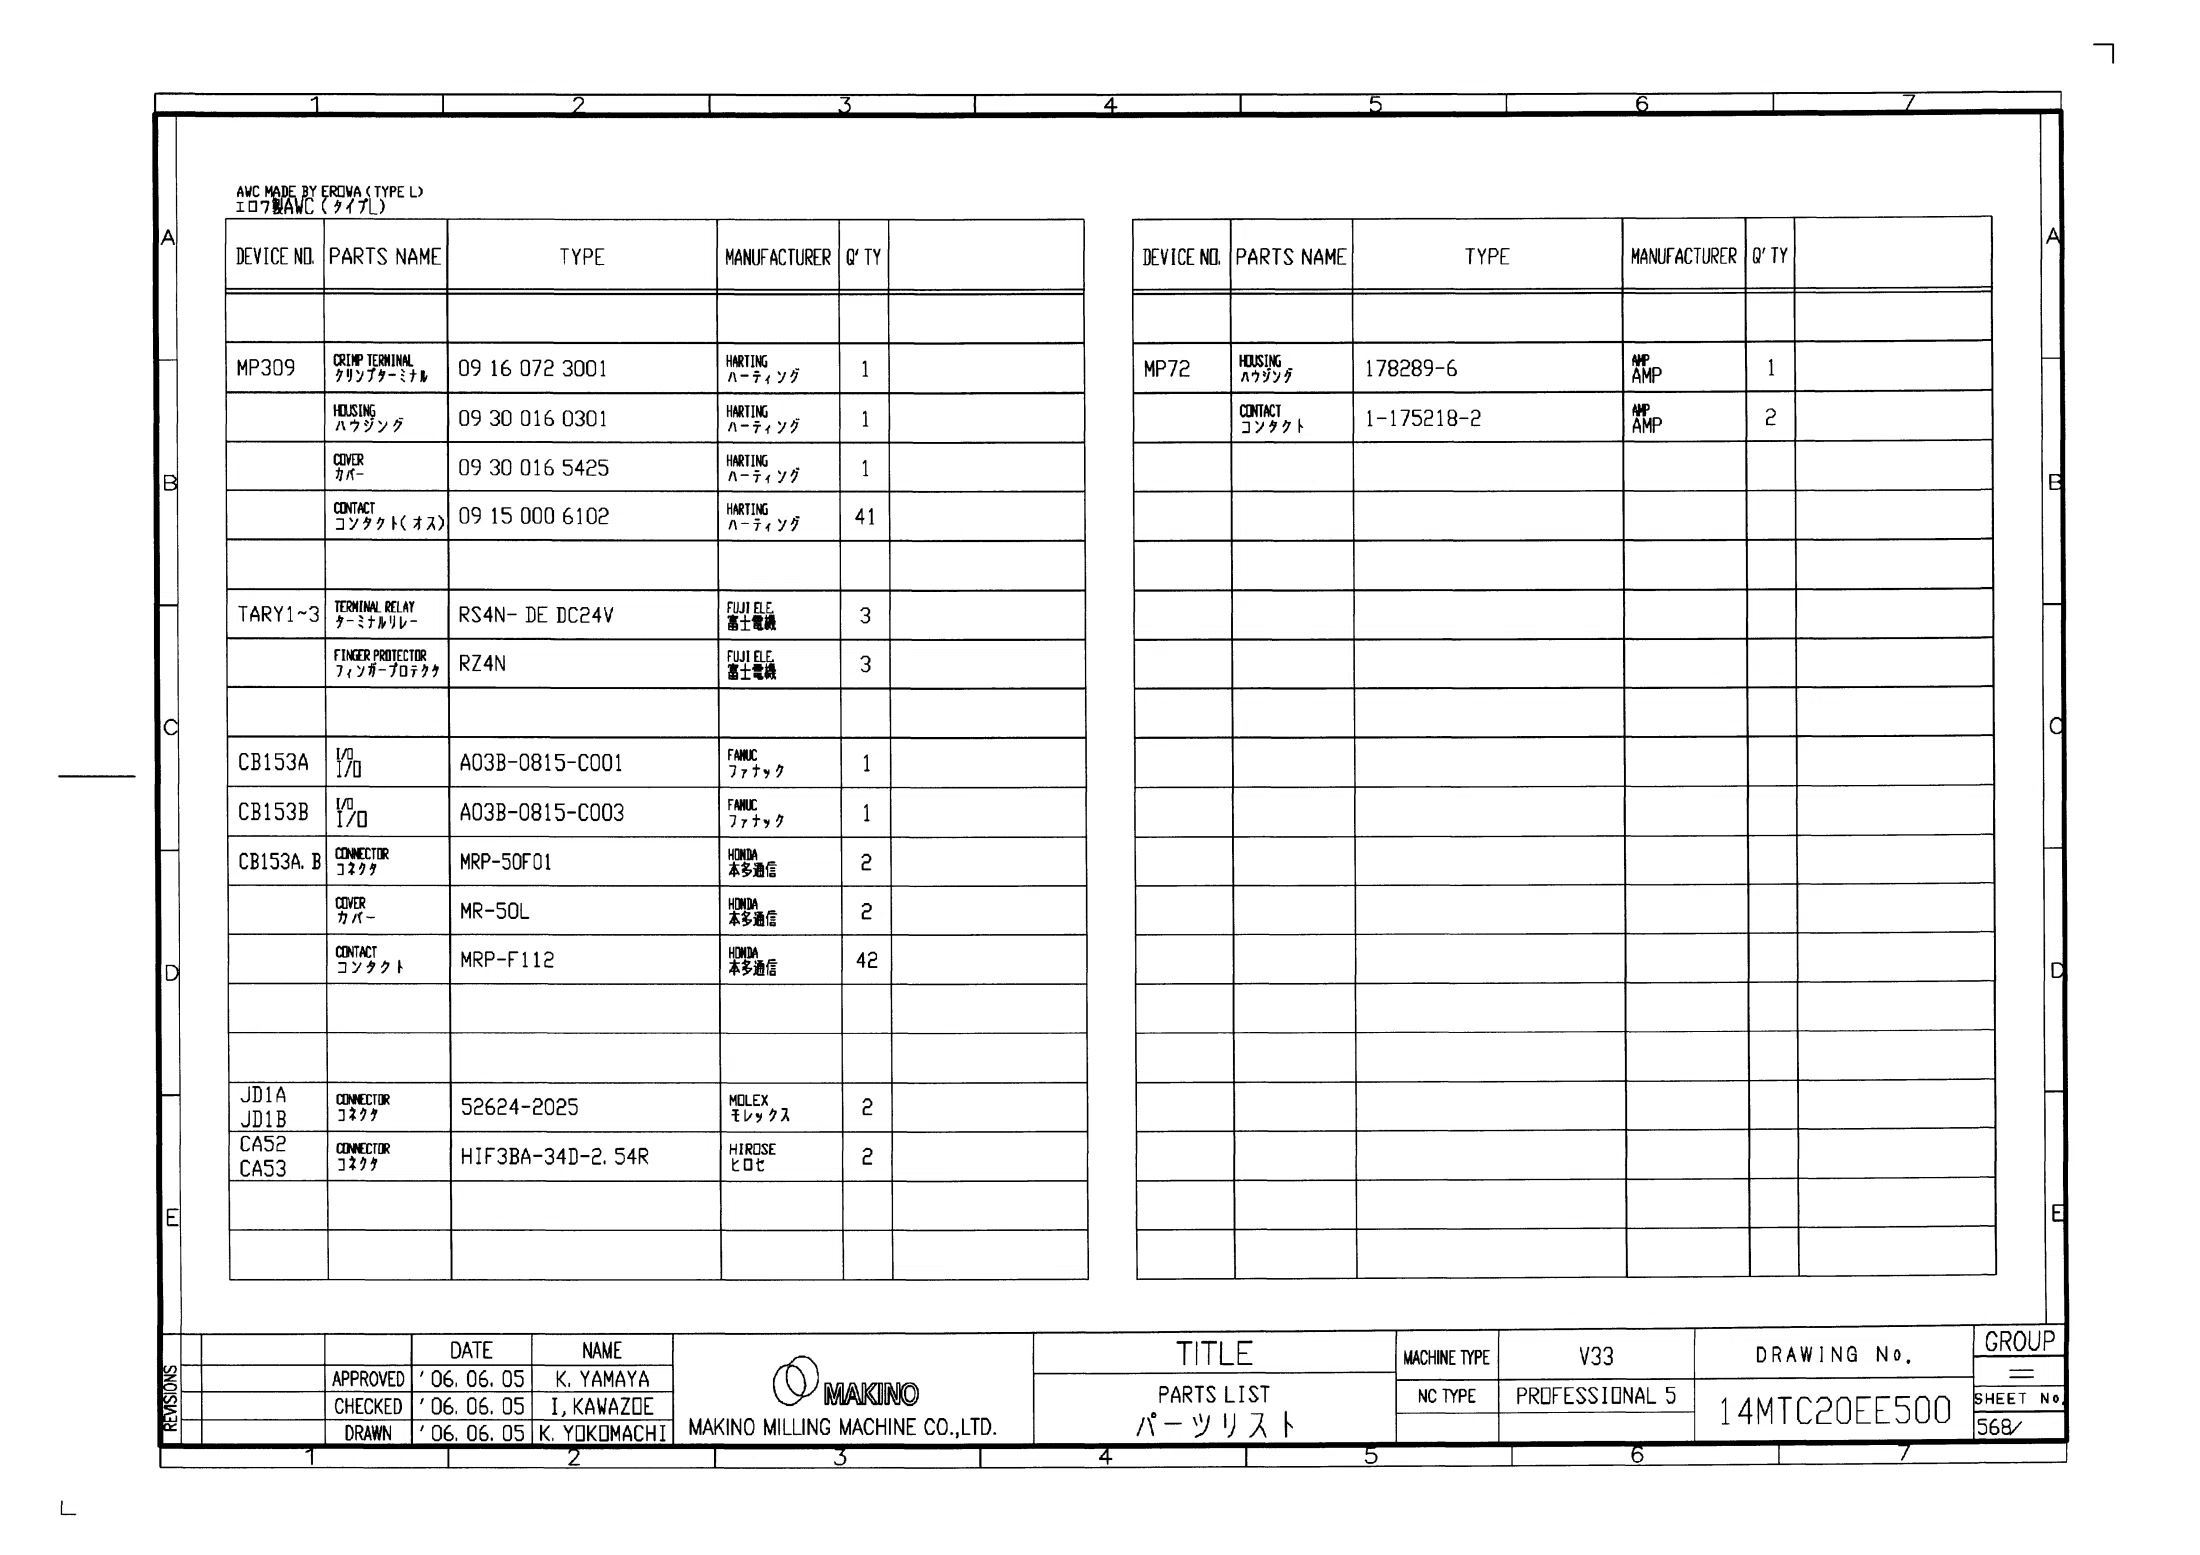 1 2 3 4 5 6 7
AWC MADE BY EROWA (TYPE L)
エロワ製AWC (タイプL)
DEVICE NO. PARTS NAME TYPE MANUFACTURER Q'TY
MP309 CRIMP TERMINAL 09 16 072 3001 HARTING 1
クリンプターミナル ハーティング
HOUSING 09 30 016 0301 HARTING 1
ハウジング ハーティング
COVER 09 30 016 5425 HARTING 1
カバー ハーティング
CONTACT 09 15 000 6102 HARTING 41
コンタクト(オス) ハーティング
TARY1~3 TERMINAL RELAY RS4N- DE DC24V FUJI ELE. 3
ターミナルリレー 富士電機
FINGER PROTECTOR RZ4N FUJI ELE. 3
フィンガープロテクタ 富士電機
CB153A I/O A03B-0815-C001 FANUC 1
I/O ファナック
CB153B I/O A03B-0815-C003 FANUC 1
I/O ファナック
CB153A. B CONNECTOR MRP-50F01 HONDA 2
コネクタ 本多通信
COVER MR-50L HONDA 2
カバー 本多通信
CONTACT MRP-F112 HONDA 42
コンタクト 本多通信
JD1A CONNECTOR 52624-2025 MOLEX 2
JD1B コネクタ モレックス
CA52 CONNECTOR HIF3BA-34D-2. 54R HIROSE 2
CA53 コネクタ ヒロセ
DEVICE NO. PARTS NAME TYPE MANUFACTURER Q'TY
MP72 HOUSING 178289-6 AMP 1
ハウジング AMP
CONTACT 1-175218-2 AMP 2
コンタクト AMP
A A
B B
C C
D D
E E
REVISIONS
DATE NAME
APPROVED '06. 06. 05 K. YAMAYA
CHECKED '06. 06. 05 I, KAWAZOE
DRAWN '06. 06. 05 K. YOKOMACHI
MAKINO
MAKINO MILLING MACHINE CO.,LTD.
TITLE
PARTS LIST
パーツリスト
MACHINE TYPE V33
NC TYPE PROFESSIONAL 5
DRAWING No.
14MTC20EE500
GROUP
=
SHEET No.
568/
1 2 3 4 5 6 7